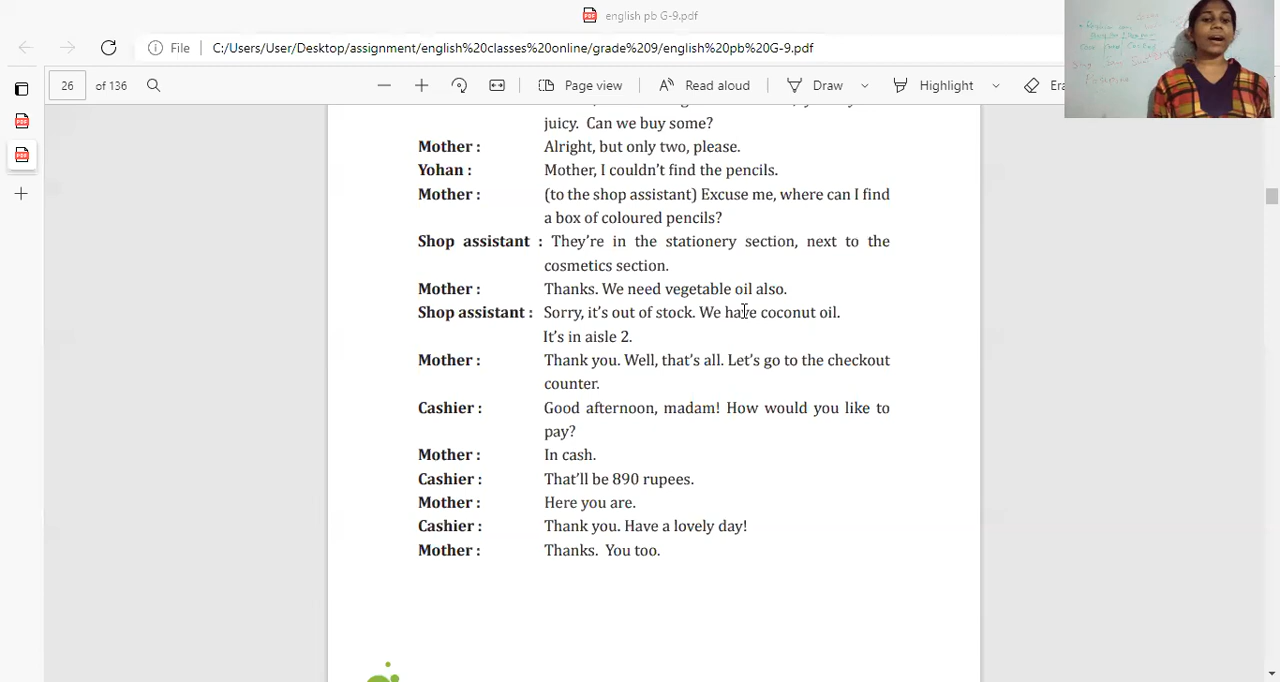 english pb G-9.pdf
File C:/Users/User/Desktop/assignment/english%20classes%20online/grade%209/english%20pb%20G-9.pdf
26 of 136 Page view Read aloud Draw Highlight
juicy. Can we buy some?
Mother : Alright, but only two, please.
Yohan : Mother, I couldn't find the pencils.
Mother : (to the shop assistant) Excuse me, where can I find
a box of coloured pencils?
Shop assistant : They're in the stationery section, next to the
cosmetics section.
Mother : Thanks. We need vegetable oil also.
Shop assistant : Sorry, it's out of stock. We have coconut oil.
It's in aisle 2.
Mother : Thank you. Well, that's all. Let's go to the checkout
counter.
Cashier : Good afternoon, madam! How would you like to
pay?
Mother : In cash.
Cashier : That'll be 890 rupees.
Mother : Here you are.
Cashier : Thank you. Have a lovely day!
Mother : Thanks. You too.